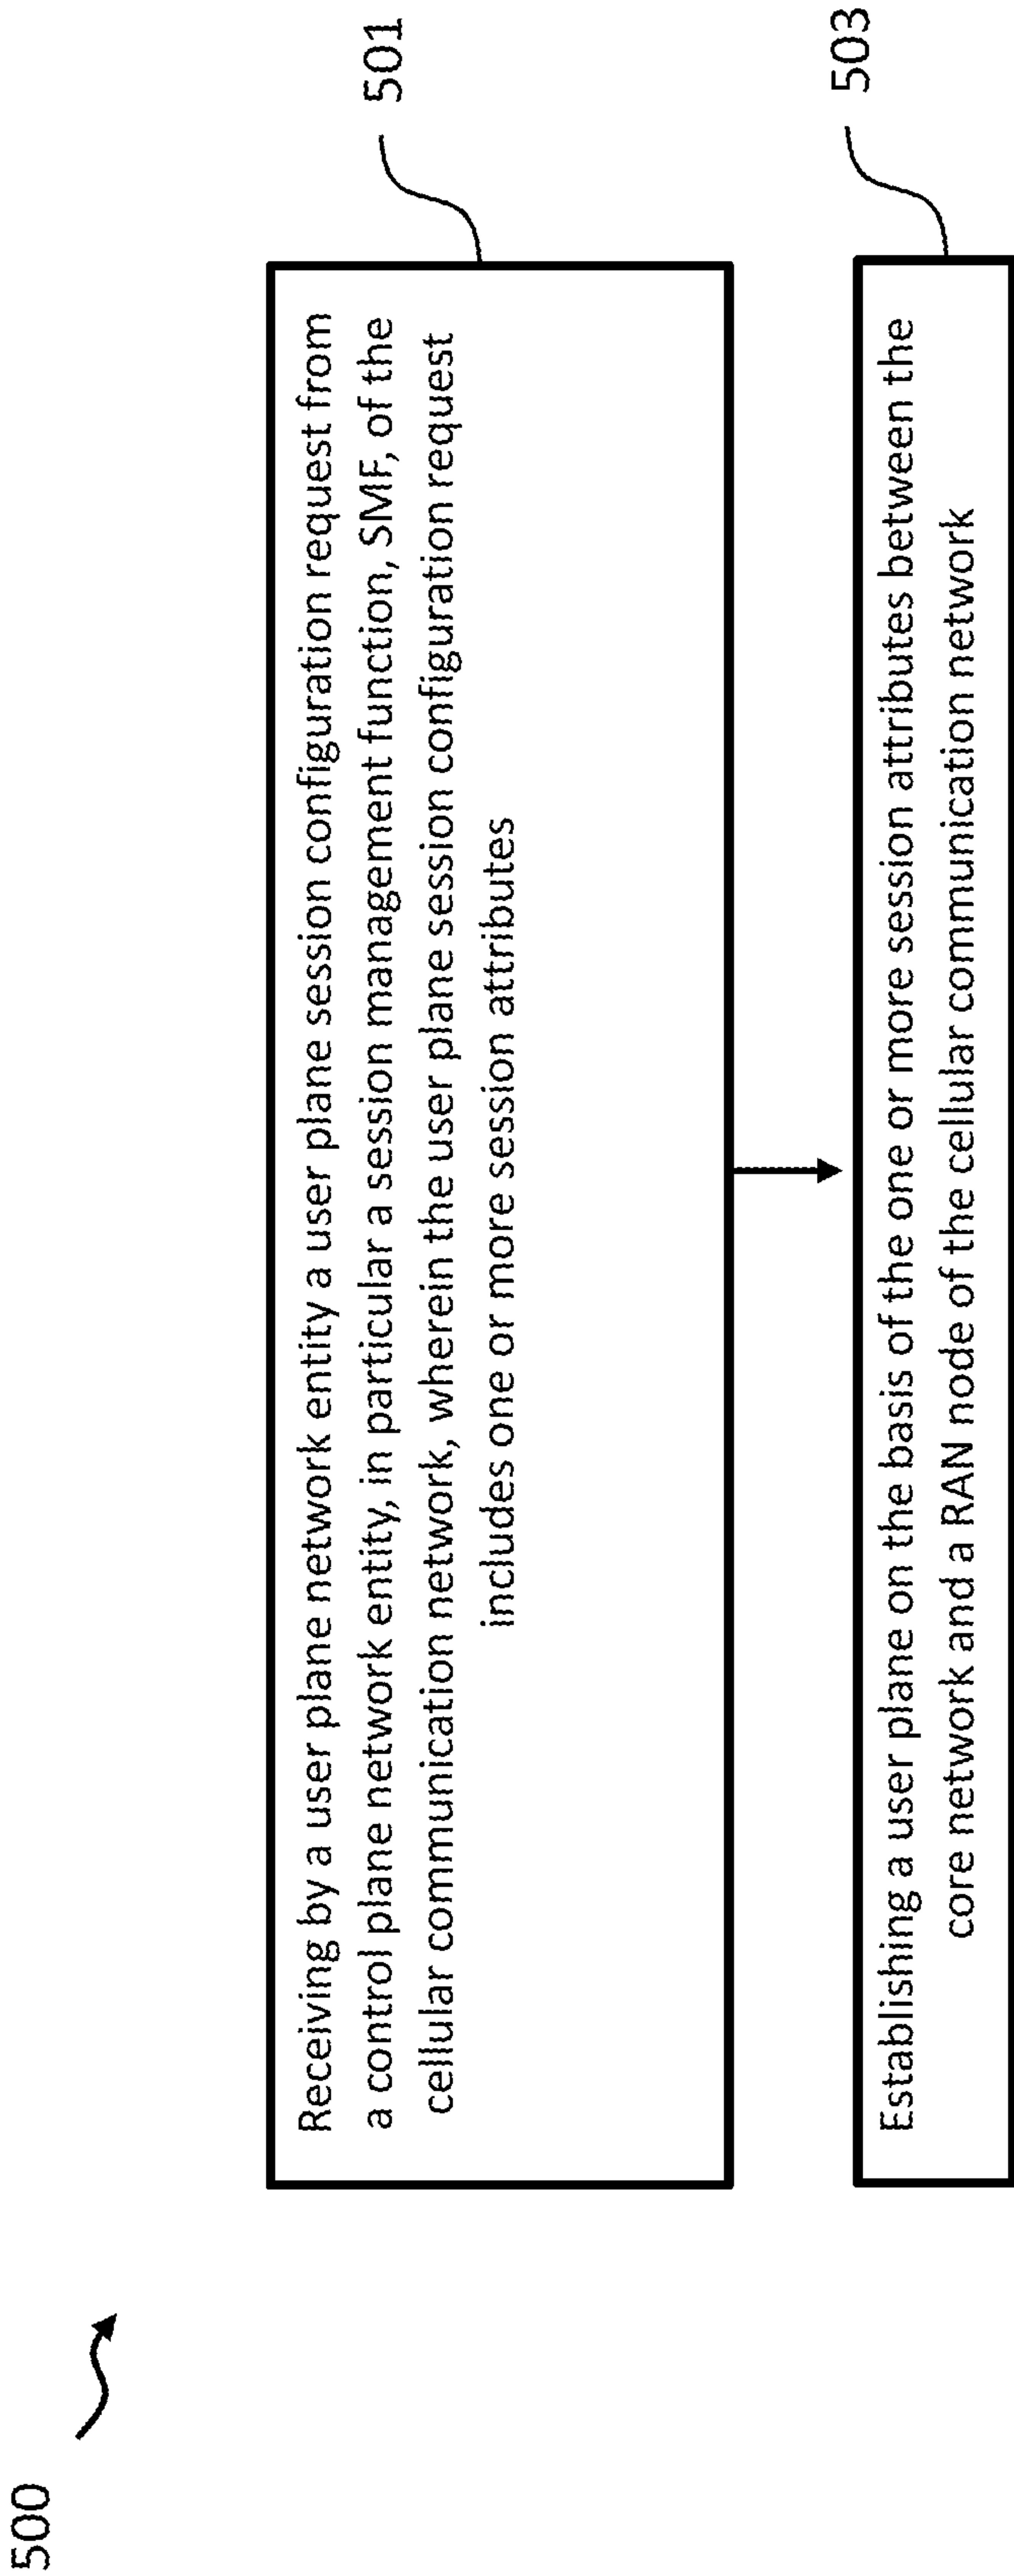 500
501
Receiving by a user plane network entity a user plane session configuration request from
a control plane network entity, in particular a session management function, SMF, of the
cellular communication network, wherein the user plane session configuration request
includes one or more session attributes
503
Establishing a user plane on the basis of the one or more session attributes between the
core network and a RAN node of the cellular communication network